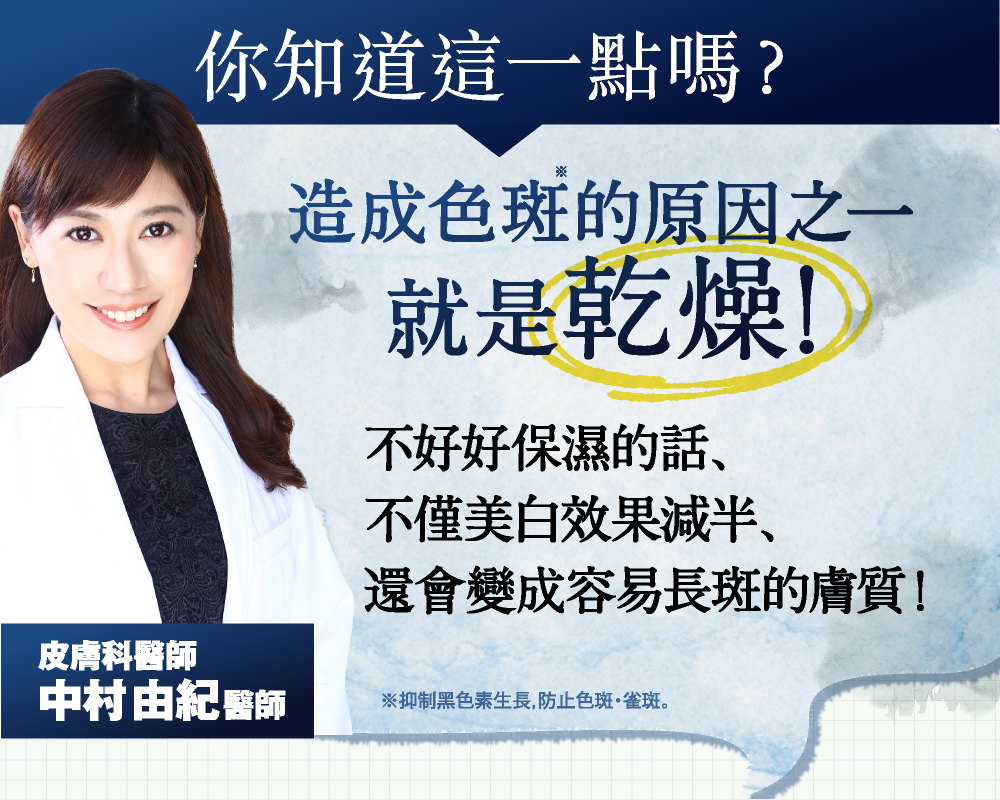 你知道這一點嗎？
造成色斑※的原因之一
就是乾燥！
不好好保濕的話、
不僅美白效果減半、
還會變成容易長斑的膚質！
皮膚科醫師
中村由紀醫師
※抑制黑色素生長,防止色斑・雀斑。